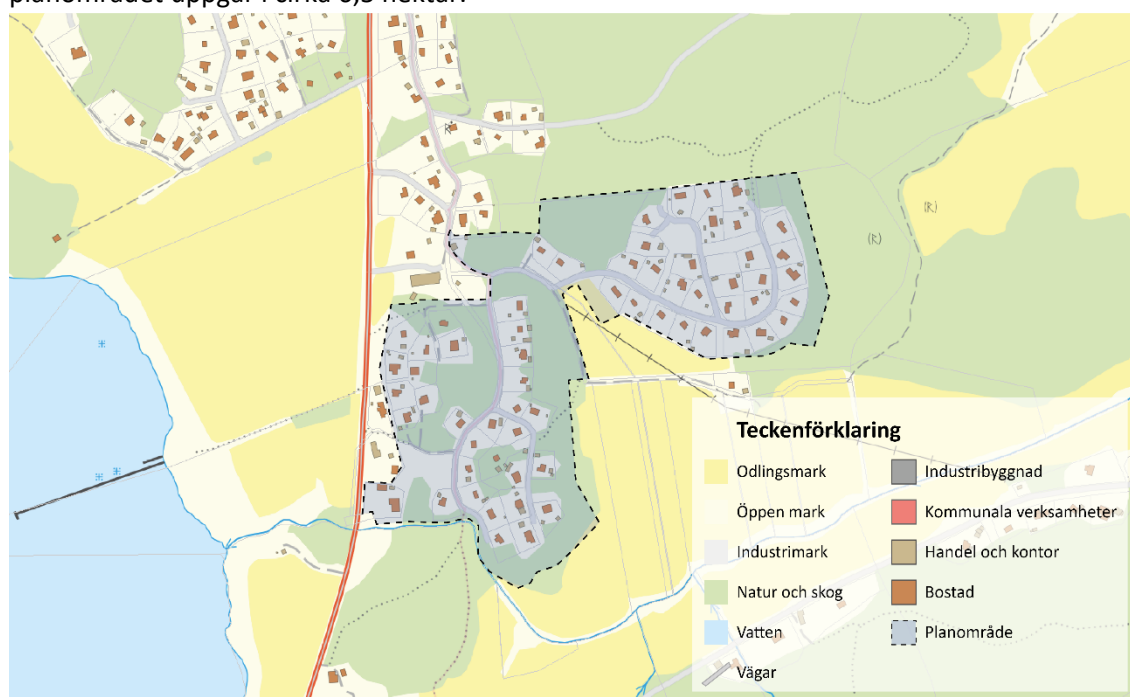 Teckenförklaring
Odlingsmark
Öppen mark
Industrimark
Natur och skog
Vatten
Vägar
Industribyggnad
Kommunala verksamheter
Handel och kontor
Bostad
Planområde